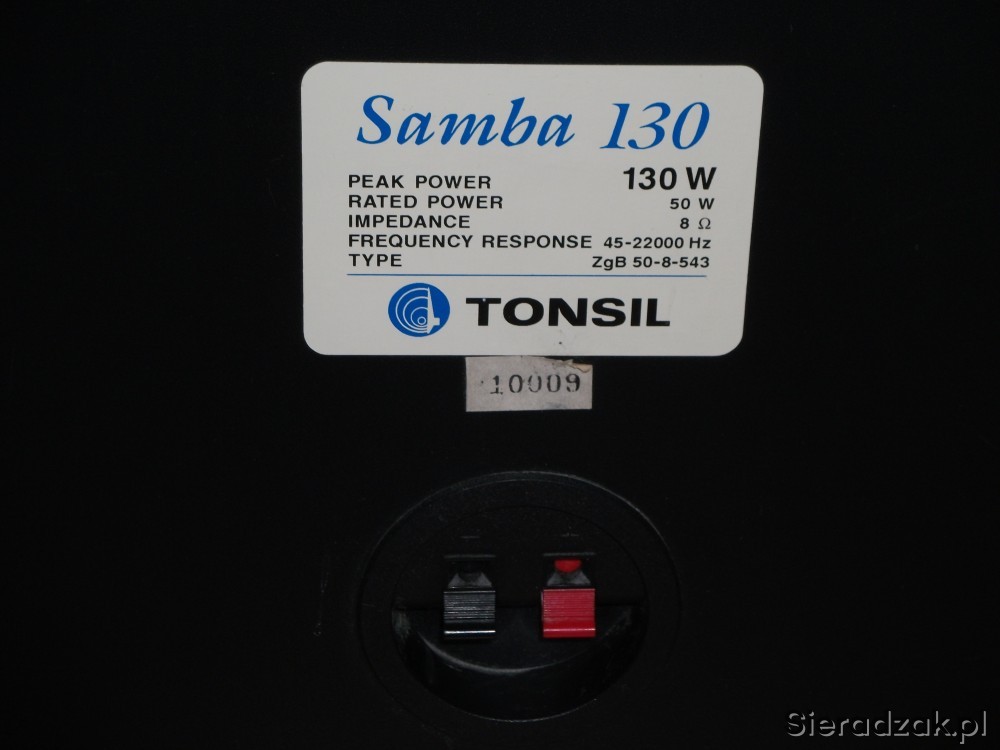 Samba 130
PEAK POWER 130 W
RATED POWER 50 W
IMPEDANCE 8 Ω
FREQUENCY RESPONSE 45-22000 Hz
TYPE ZgB 50-8-543
TONSIL
10009
Sieradzak.pl